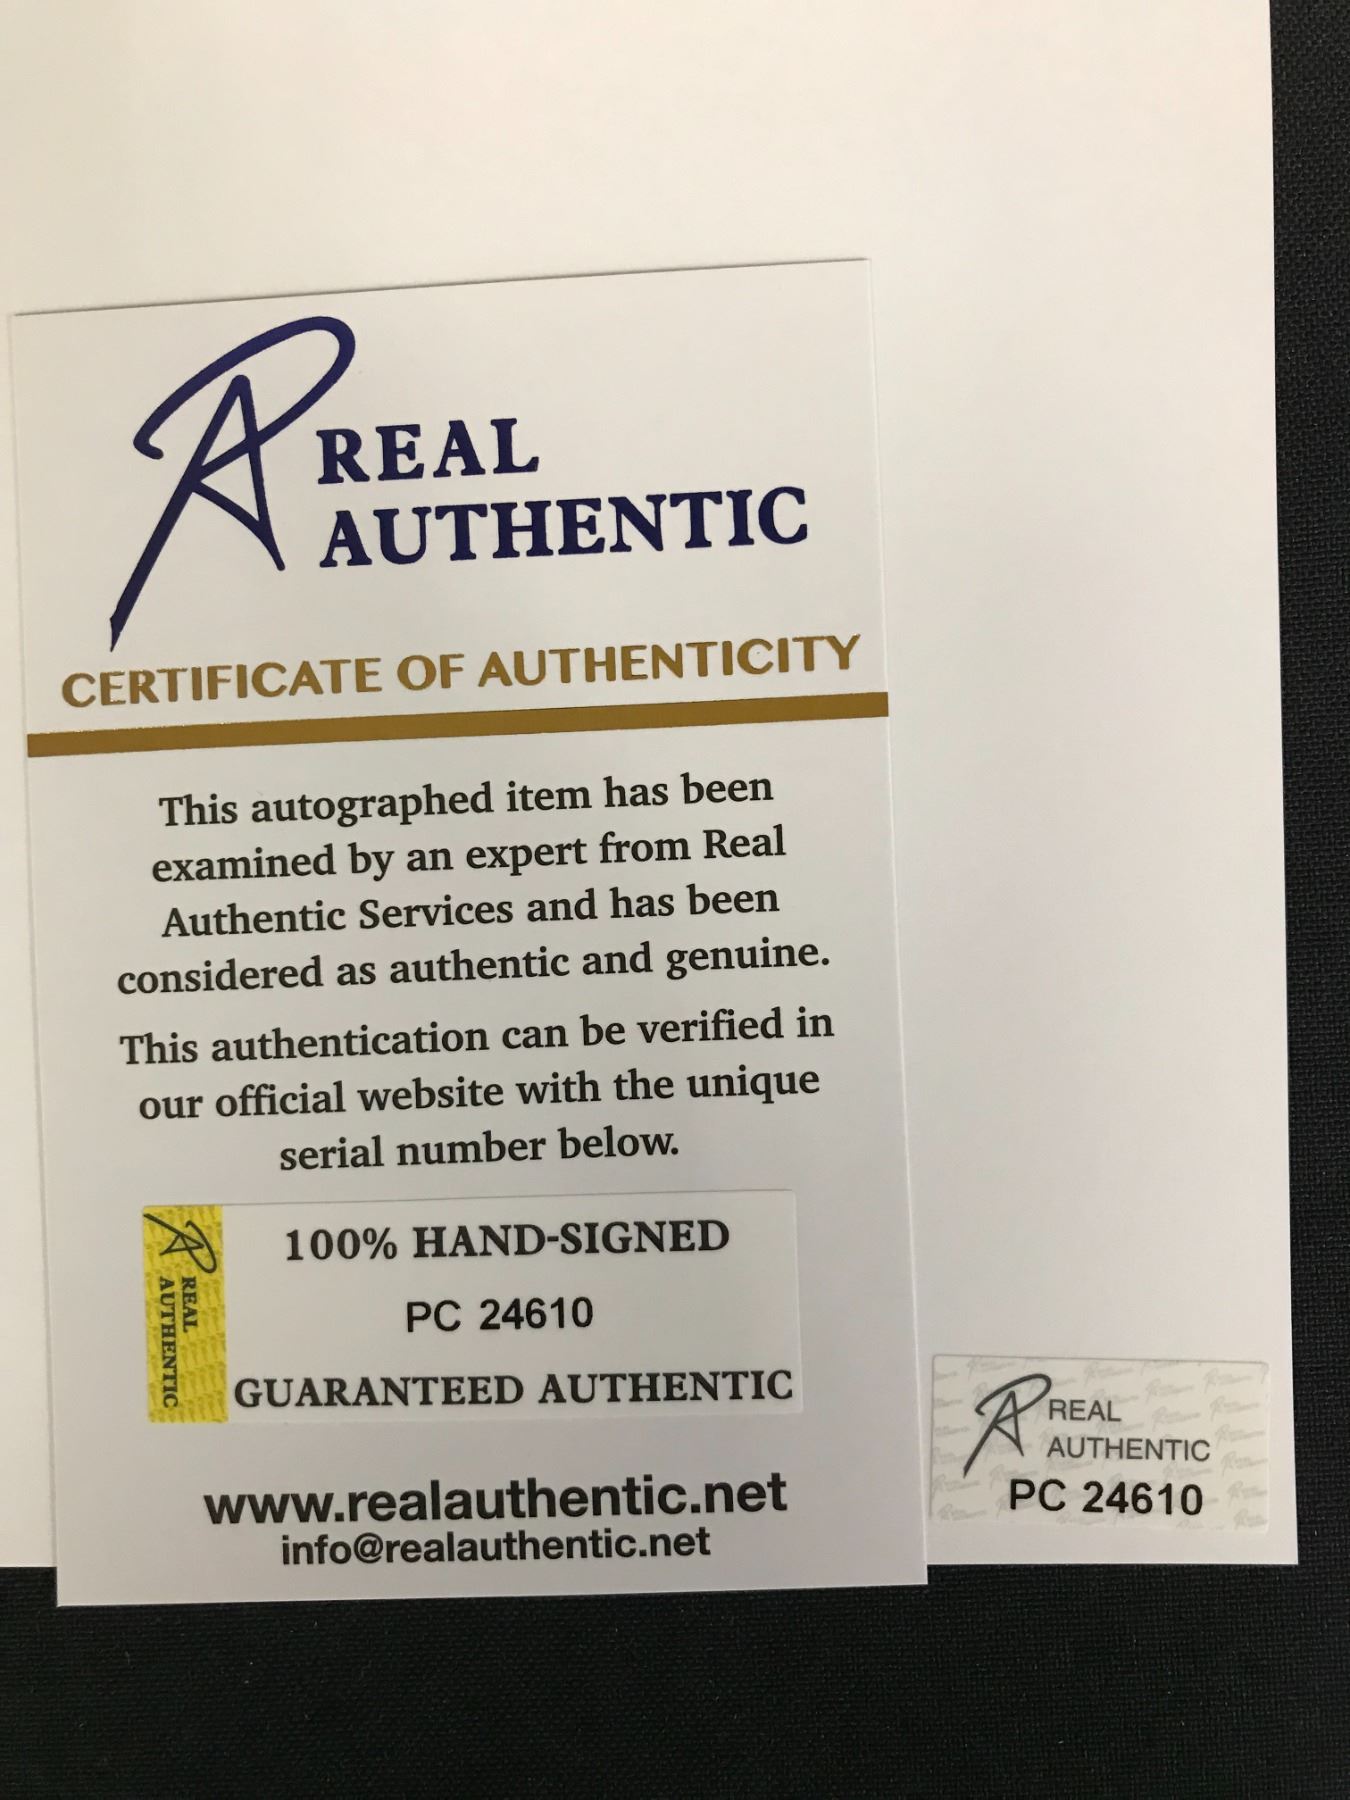 REAL
AUTHENTIC
CERTIFICATE OF AUTHENTICITY
This autographed item has been
examined by an expert from Real
Authentic Services and has been
considered as authentic and genuine.
This authentication can be verified in
our official website with the unique
serial number below.
REAL
AUTHENTIC
100% HAND-SIGNED
PC 24610
GUARANTEED AUTHENTIC
www.realauthentic.net
info@realauthentic.net
REAL
AUTHENTIC
PC 24610